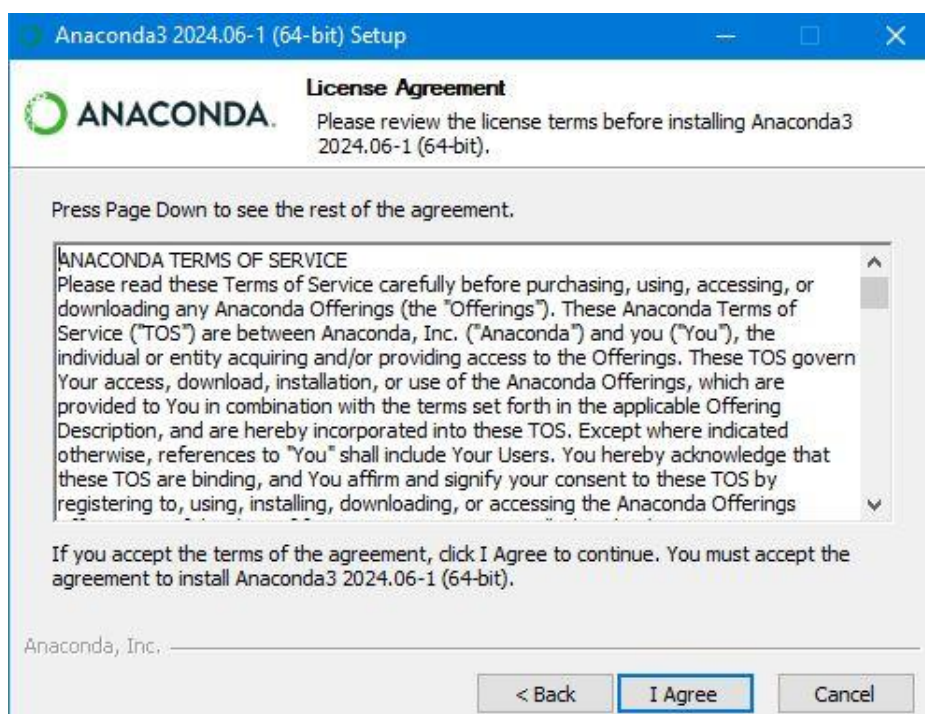 Anaconda3 2024.06-1 (64-bit) Setup
ANACONDA.
License Agreement
Please review the license terms before installing Anaconda3
2024.06-1 (64-bit).
Press Page Down to see the rest of the agreement.
ANACONDA TERMS OF SERVICE
Please read these Terms of Service carefully before purchasing, using, accessing, or
downloading any Anaconda Offerings (the "Offerings"). These Anaconda Terms of
Service ("TOS") are between Anaconda, Inc. ("Anaconda") and you ("You"), the
individual or entity acquiring and/or providing access to the Offerings. These TOS govern
Your access, download, installation, or use of the Anaconda Offerings, which are
provided to You in combination with the terms set forth in the applicable Offering
Description, and are hereby incorporated into these TOS. Except where indicated
otherwise, references to "You" shall include Your Users. You hereby acknowledge that
these TOS are binding, and You affirm and signify your consent to these TOS by
registering to, using, installing, downloading, or accessing the Anaconda Offerings
If you accept the terms of the agreement, click I Agree to continue. You must accept the
agreement to install Anaconda3 2024.06-1 (64-bit).
Anaconda, Inc.
< Back
I Agree
Cancel